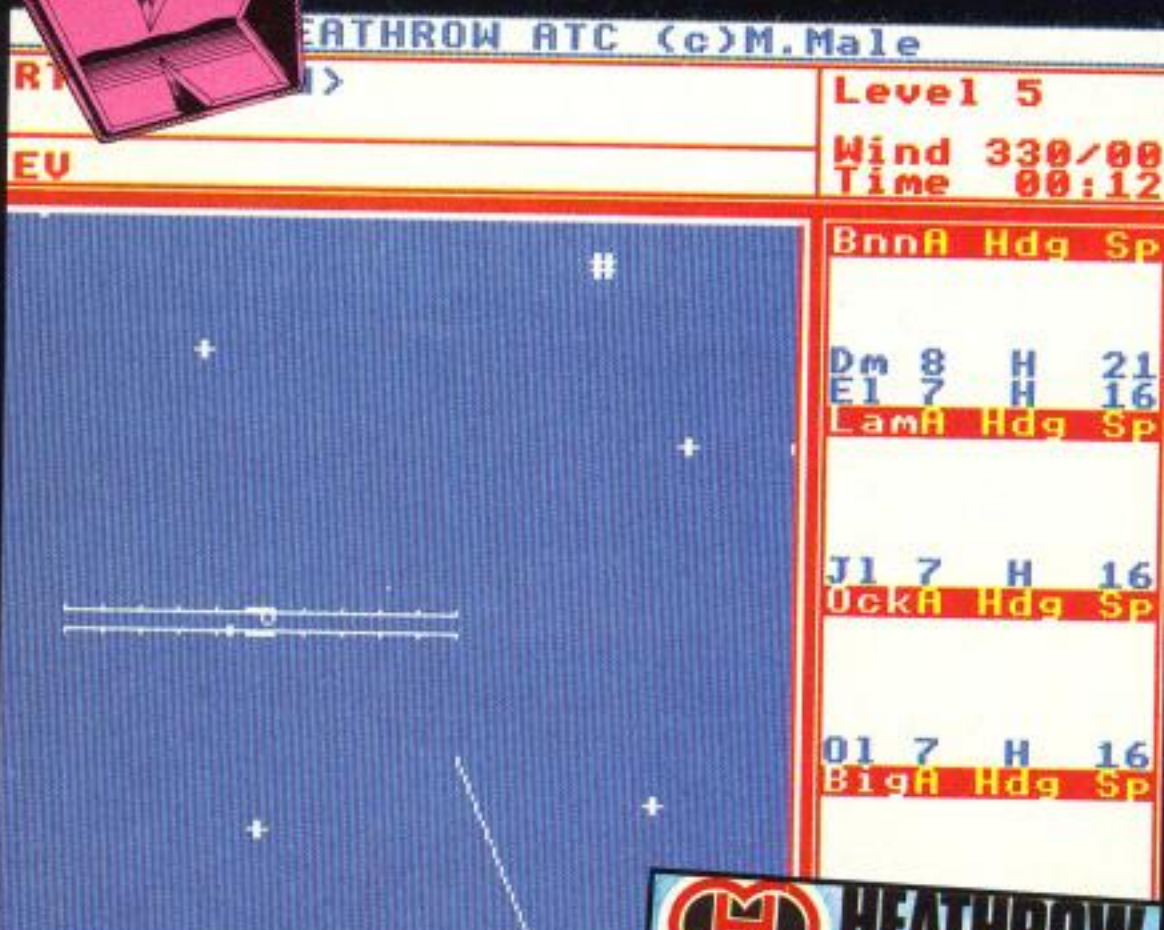 EATHROW ATC (c)M.Male
>
Level 5
Wind 330/00
Time 00:12
EV
#
BnnA Hdg Sp
Dm 8 H 21
El 7 H 16
LamA Hdg Sp
Jl 7 H 16
OckA Hdg Sp
Ol 7 H 16
BigA Hdg Sp
HEATHROW